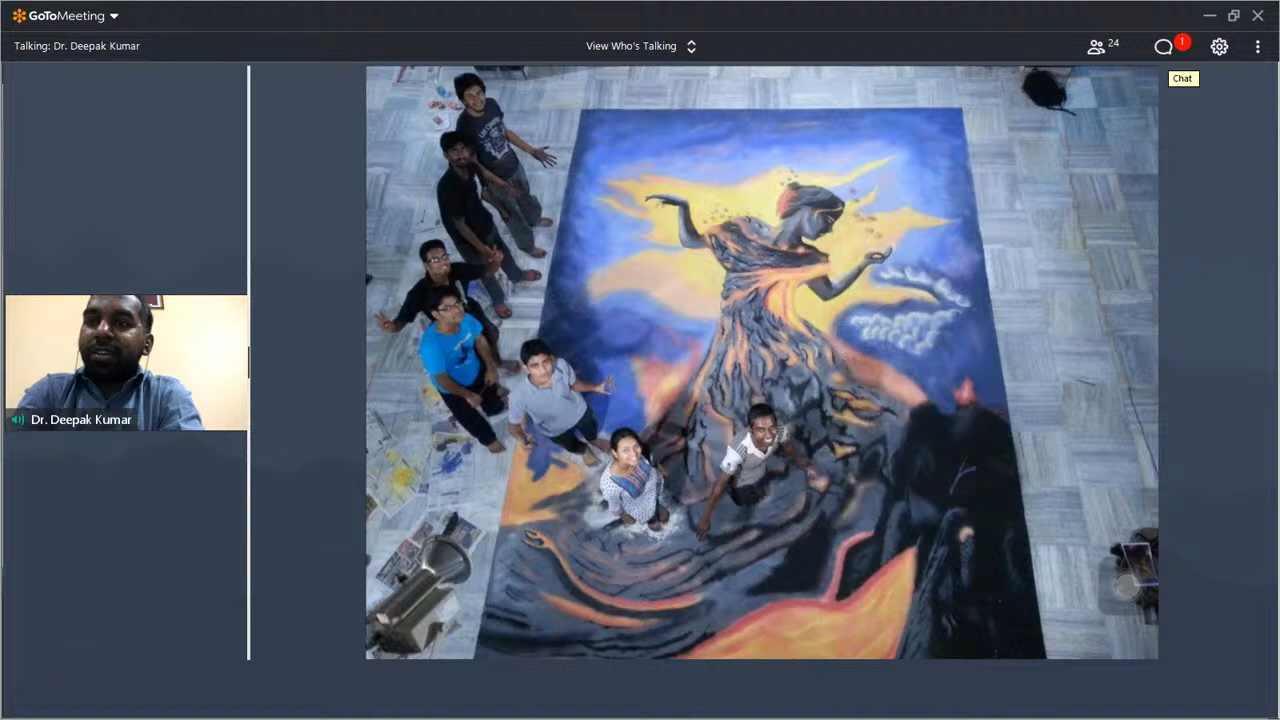 GoToMeeting
Talking: Dr. Deepak Kumar
View Who's Talking
24
1
Chat
Dr. Deepak Kumar